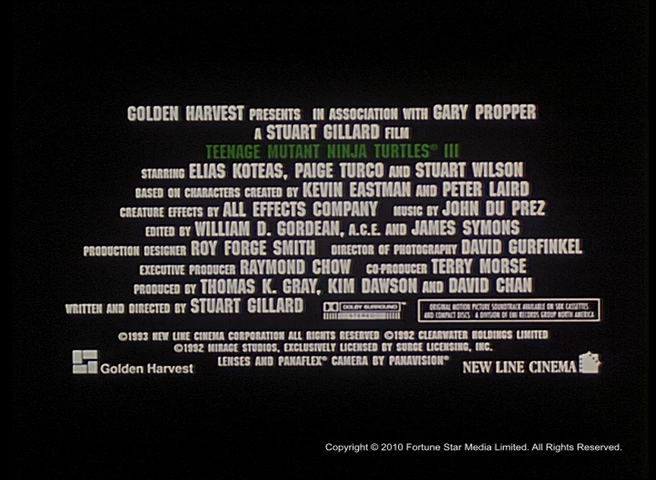 GOLDEN HARVEST PRESENTS IN ASSOCIATION WITH GARY PROPPER
A STUART GILLARD FILM
TEENAGE MUTANT NINJA TURTLES® III
STARRING ELIAS KOTEAS, PAIGE TURCO AND STUART WILSON
BASED ON CHARACTERS CREATED BY KEVIN EASTMAN AND PETER LAIRD
CREATURE EFFECTS BY ALL EFFECTS COMPANY MUSIC BY JOHN DU PREZ
EDITED BY WILLIAM D. GORDEAN, A.C.E. AND JAMES SYMONS
PRODUCTION DESIGNER ROY FORGE SMITH DIRECTOR OF PHOTOGRAPHY DAVID GURFINKEL
EXECUTIVE PRODUCER RAYMOND CHOW CO-PRODUCER TERRY MORSE
PRODUCED BY THOMAS K. GRAY, KIM DAWSON AND DAVID CHAN
WRITTEN AND DIRECTED BY STUART GILLARD
DOLBY SURROUND™
STEREO
ORIGINAL MOTION PICTURE SOUNDTRACK AVAILABLE ON SBK CASSETTES
AND COMPACT DISCS A DIVISION OF EMI RECORDS GROUP NORTH AMERICA
©1993 NEW LINE CINEMA CORPORATION ALL RIGHTS RESERVED ©1992 CLEARWATER HOLDINGS LIMITED
©1992 MIRAGE STUDIOS, EXCLUSIVELY LICENSED BY SURGE LICENSING, INC.
LENSES AND PANAFLEX® CAMERA BY PANAVISION®
Golden Harvest
NEW LINE CINEMA
Copyright © 2010 Fortune Star Media Limited. All Rights Reserved.